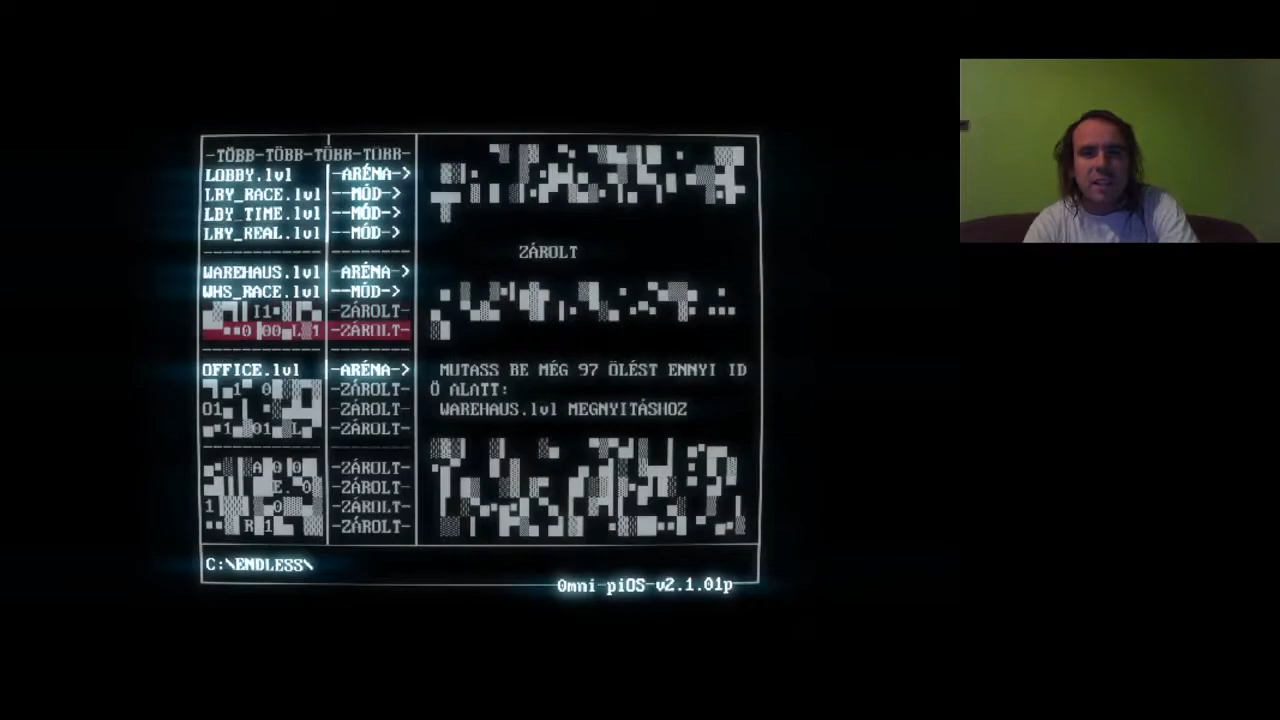 -TÖBB-TÖBB-TÖBB-TÖBB-
LOBBY.lvl -ARÉNA->
LBY_RACE.lvl --MÓD->
LBY_TIME.lvl --MÓD->
LBY_REAL.lvl --MÓD->
WAREHAUS.lvl -ARÉNA->
WHS_RACE.lvl --MÓD->
-ZÁROLT-
-ZÁROLT-
OFFICE.lvl -ARÉNA->
-ZÁROLT-
-ZÁROLT-
-ZÁROLT-
-ZÁROLT-
-ZÁROLT-
-ZÁROLT-
-ZÁROLT-
ZÁROLT
MUTASS BE MÉG 97 ÖLÉST ENNYI ID
Ö ALATT:
WAREHAUS.lvl MEGNYITÁSHOZ
C:\ENDLESS\
0mni-piOS-v2.1.01p